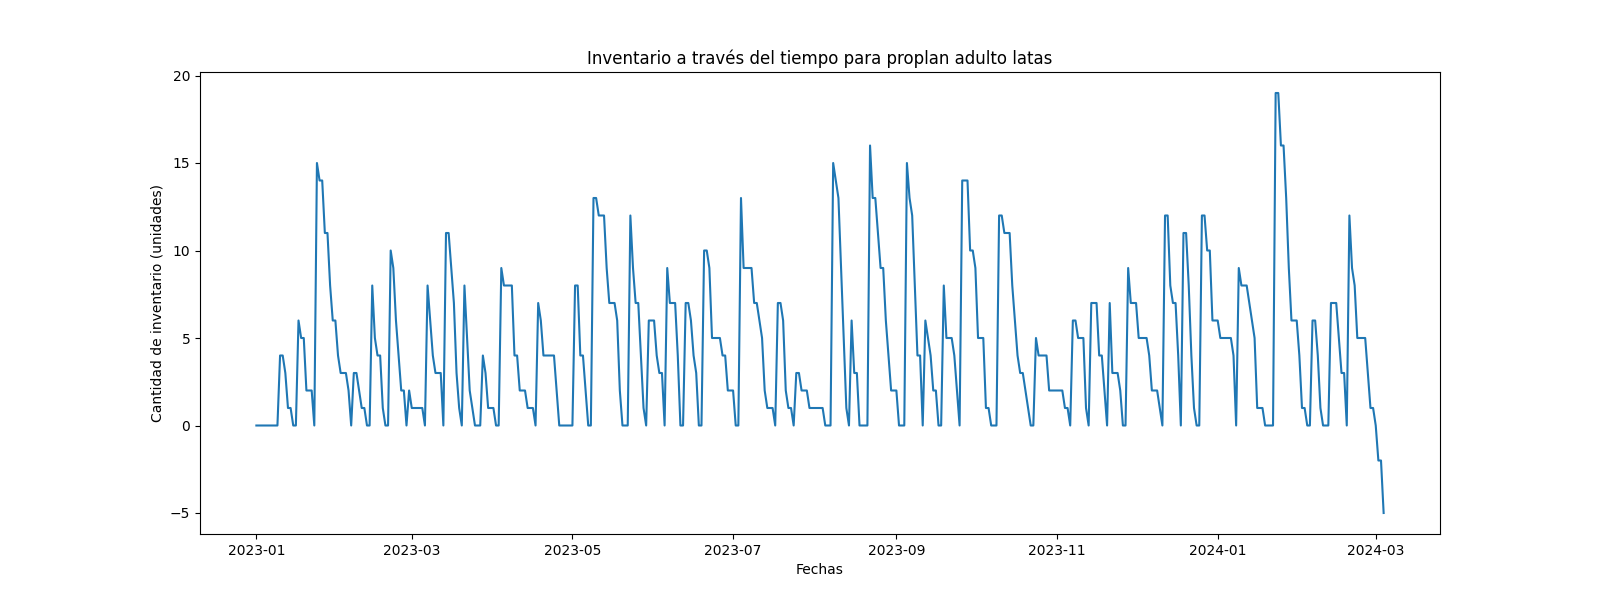 Inventario a través del tiempo para proplan adulto latas
Cantidad de inventario (unidades)
20
15
10
5
0
−5
2023-01 2023-03 2023-05 2023-07 2023-09 2023-11 2024-01 2024-03
Fechas